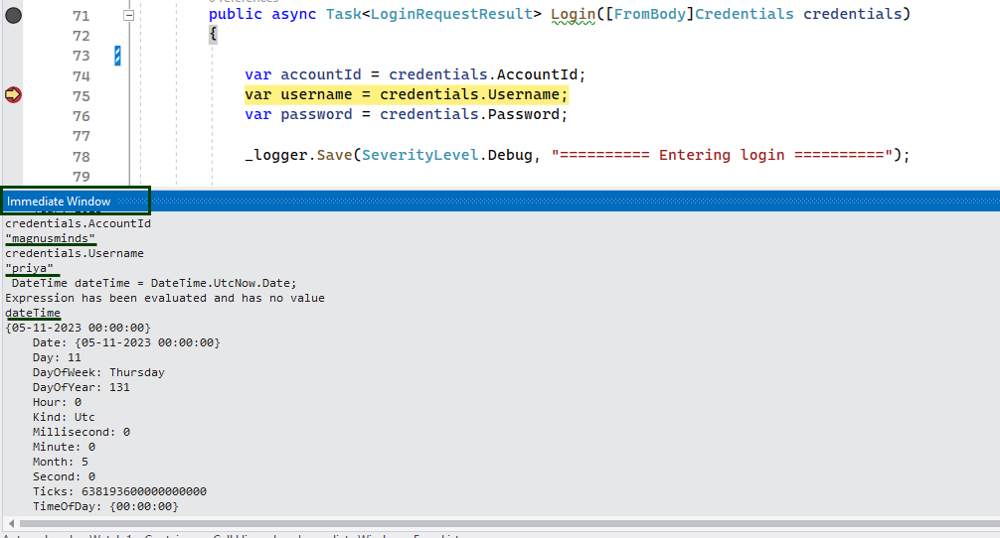 71 public async Task<LoginRequestResult> Login([FromBody]Credentials credentials)
72 {
73
74 var accountId = credentials.AccountId;
75 var username = credentials.Username;
76 var password = credentials.Password;
77
78 _logger.Save(SeverityLevel.Debug, "========== Entering login ==========");
79
Immediate Window
credentials.AccountId
"magnusminds"
credentials.Username
"priya"
DateTime dateTime = DateTime.UtcNow.Date;
Expression has been evaluated and has no value
dateTime
{05-11-2023 00:00:00}
Date: {05-11-2023 00:00:00}
Day: 11
DayOfWeek: Thursday
DayOfYear: 131
Hour: 0
Kind: Utc
Millisecond: 0
Minute: 0
Month: 5
Second: 0
Ticks: 638193600000000000
TimeOfDay: {00:00:00}